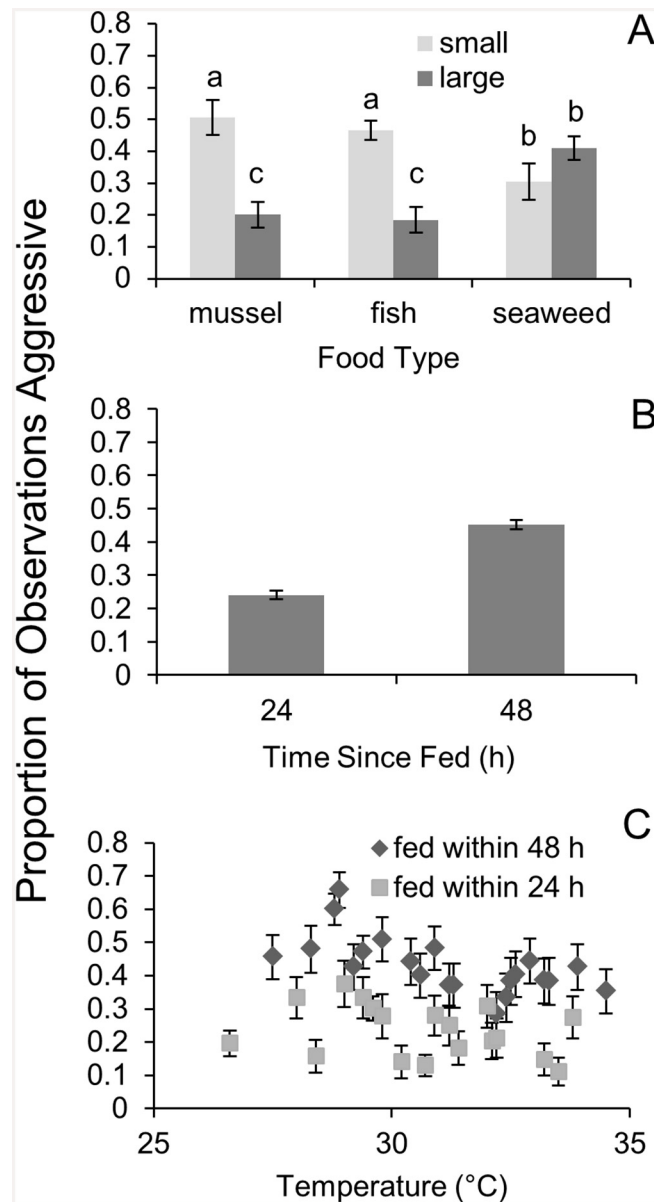 Proportion of Observations Aggressive
A
small
large
0.8
0.7
0.6
0.5
0.4
0.3
0.2
0.1
0
a
c
a
c
b
b
mussel fish seaweed
Food Type
B
0.8
0.7
0.6
0.5
0.4
0.3
0.2
0.1
0
24 48
Time Since Fed (h)
C
fed within 48 h
fed within 24 h
0.8
0.7
0.6
0.5
0.4
0.3
0.2
0.1
0
25 30 35
Temperature (°C)